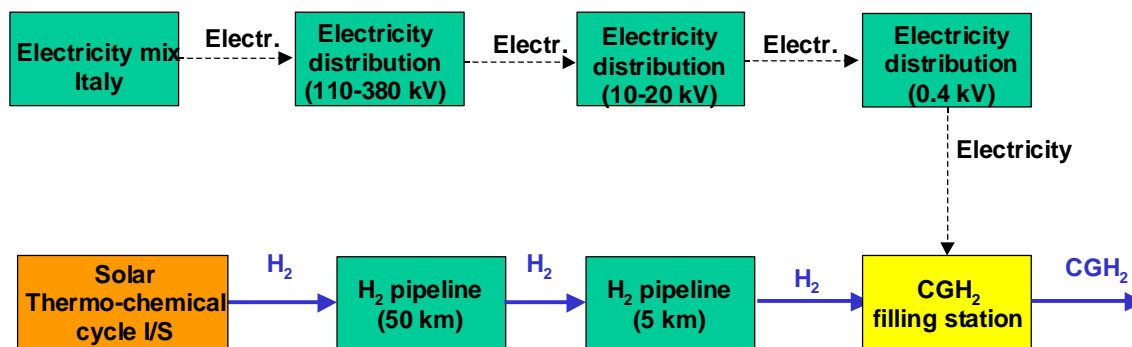 Electricity mix
Italy
Electr.
Electricity
distribution
(110-380 kV)
Electr.
Electricity
distribution
(10-20 kV)
Electr.
Electricity
distribution
(0.4 kV)
Electricity
Solar
Thermo-chemical
cycle I/S
H₂
H₂ pipeline
(50 km)
H₂
H₂ pipeline
(5 km)
H₂
CGH₂
filling station
CGH₂